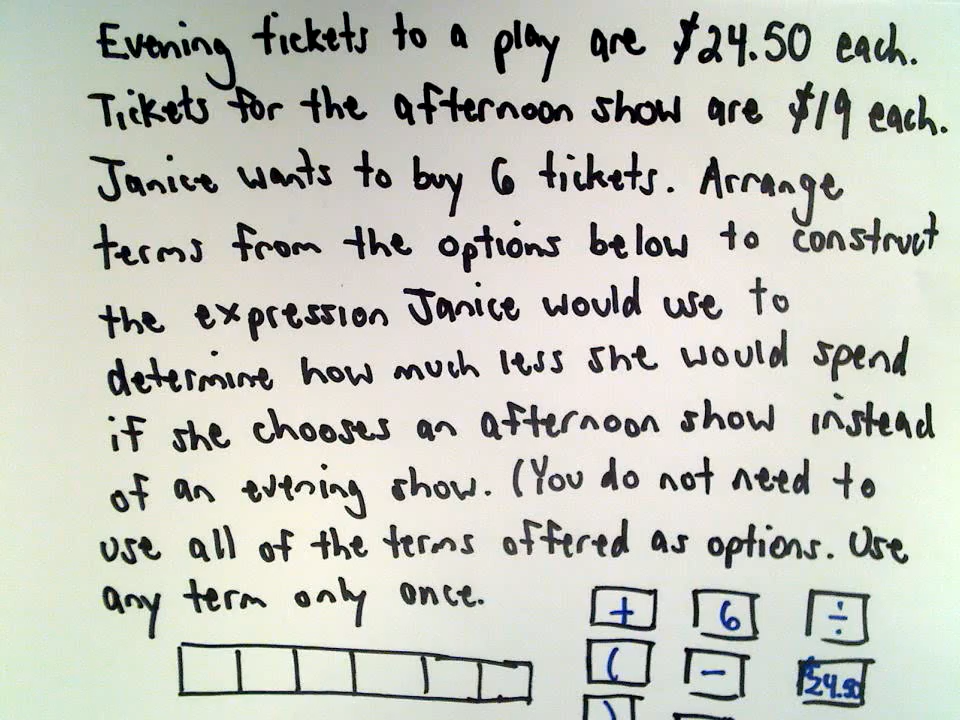 Evening tickets to a play are $24.50 each.
Tickets for the afternoon show are $19 each.
Janice wants to buy 6 tickets. Arrange
terms from the options below to construct
the expression Janice would use to
determine how much less she would spend
if she chooses an afternoon show instead
of an evening show. (You do not need to
use all of the terms offered as options. Use
any term only once.
+ 6 ÷
( - $24.50
)